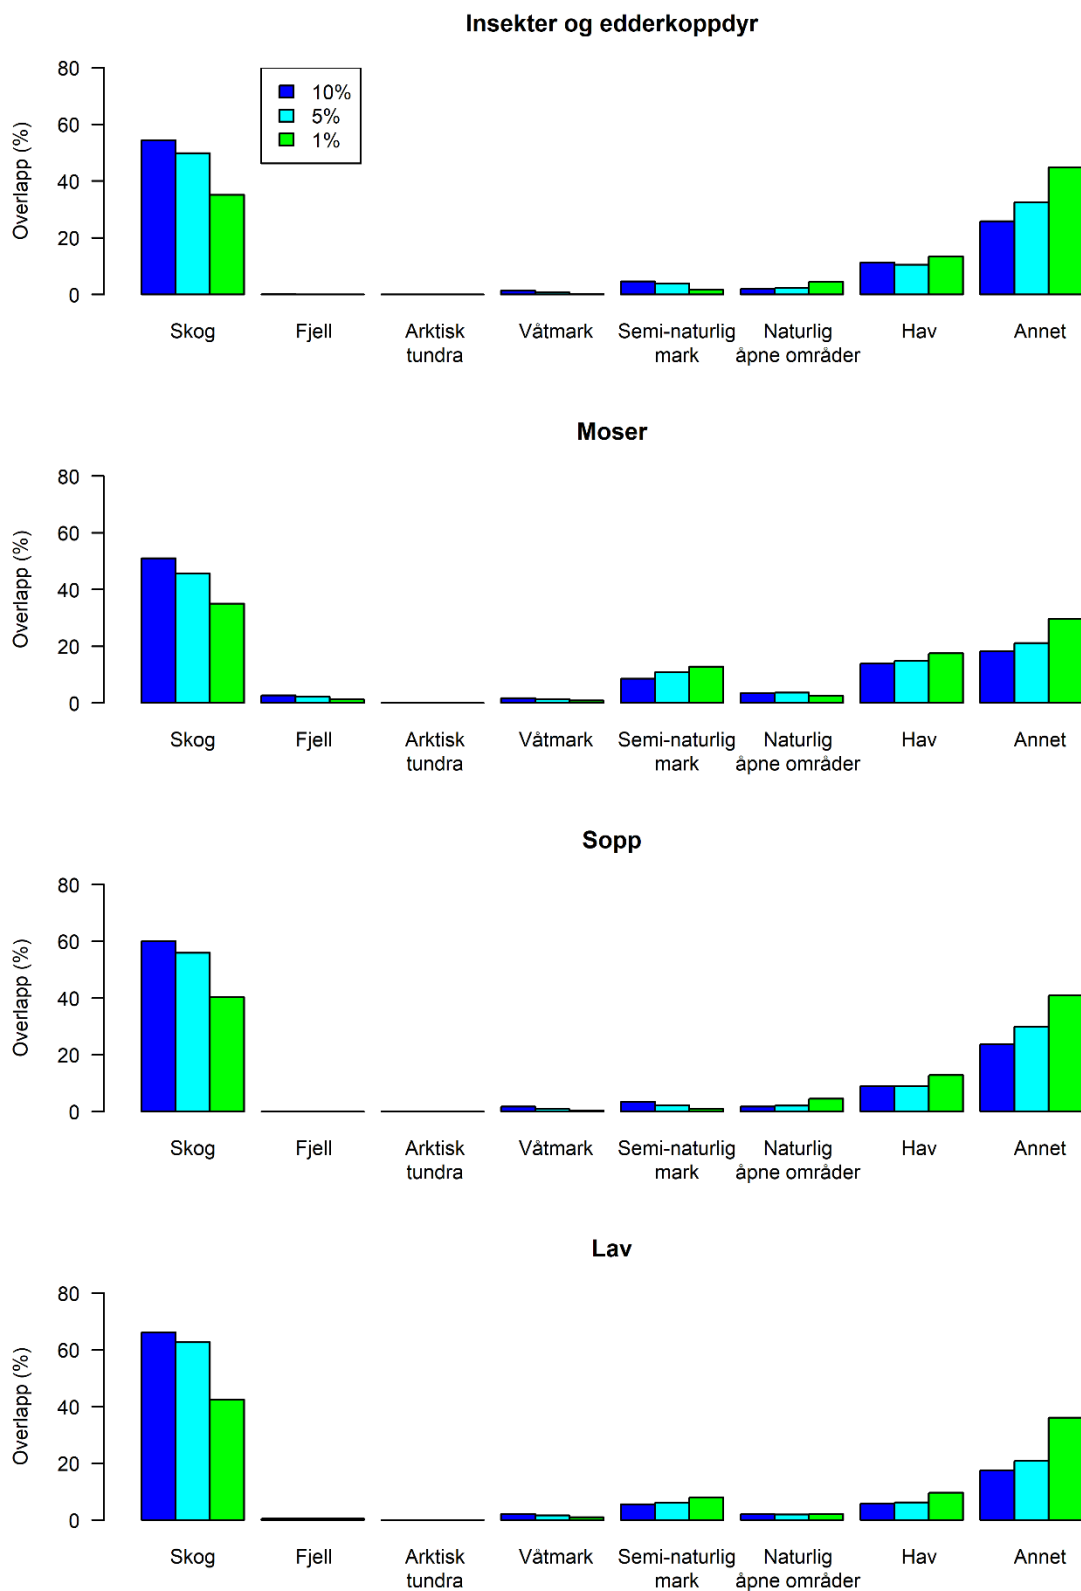 Insekter og edderkoppdyr
Overlapp (%)
80
60
40
20
0
10%
5%
1%
Skog Fjell Arktisk tundra Våtmark Semi-naturlig mark Naturlig åpne områder Hav Annet
Moser
Overlapp (%)
80
60
40
20
0
Skog Fjell Arktisk tundra Våtmark Semi-naturlig mark Naturlig åpne områder Hav Annet
Sopp
Overlapp (%)
80
60
40
20
0
Skog Fjell Arktisk tundra Våtmark Semi-naturlig mark Naturlig åpne områder Hav Annet
Lav
Overlapp (%)
80
60
40
20
0
Skog Fjell Arktisk tundra Våtmark Semi-naturlig mark Naturlig åpne områder Hav Annet